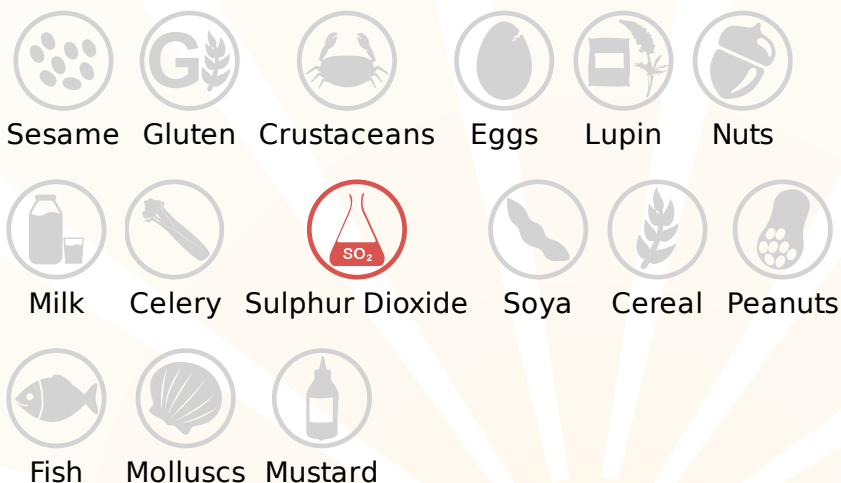 G
Sesame Gluten Crustaceans Eggs Lupin Nuts
SO₂
Milk Celery Sulphur Dioxide Soya Cereal Peanuts
Fish Molluscs Mustard